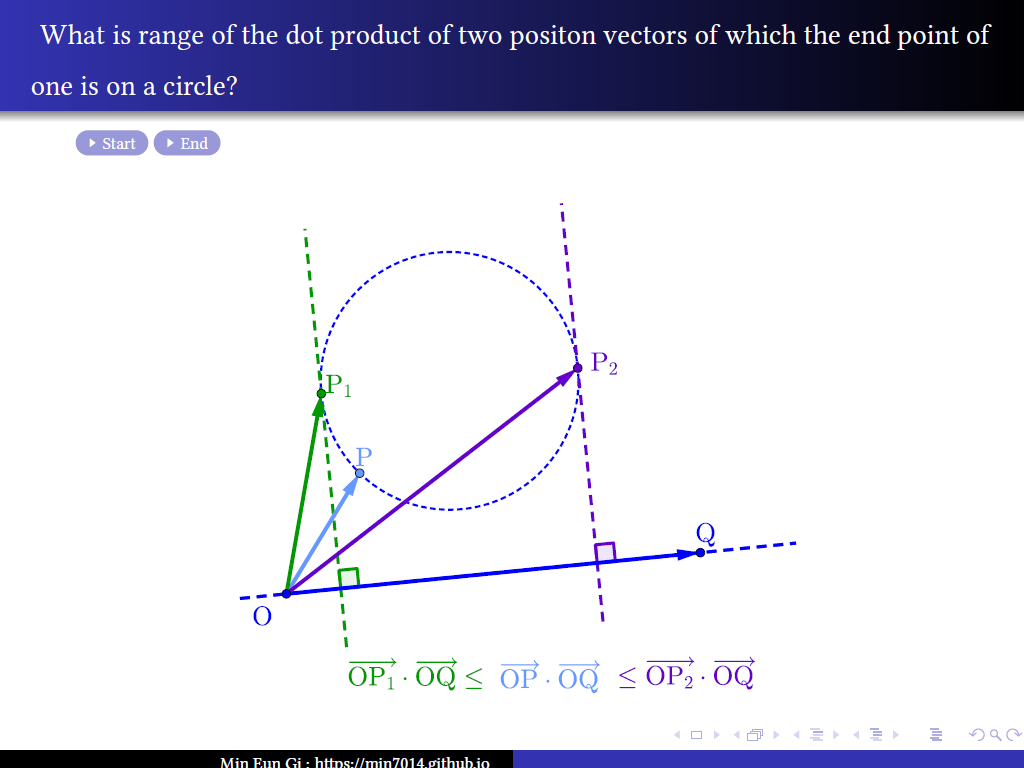 What is range of the dot product of two positon vectors of which the end point of
one is on a circle?
Start End
P₂
P₁
P
Q
O
$\overrightarrow{OP_1} \cdot \overrightarrow{OQ} \leq \overrightarrow{OP} \cdot \overrightarrow{OQ} \leq \overrightarrow{OP_2} \cdot \overrightarrow{OQ}$
Min Eun Gi : https://min7014.github.io